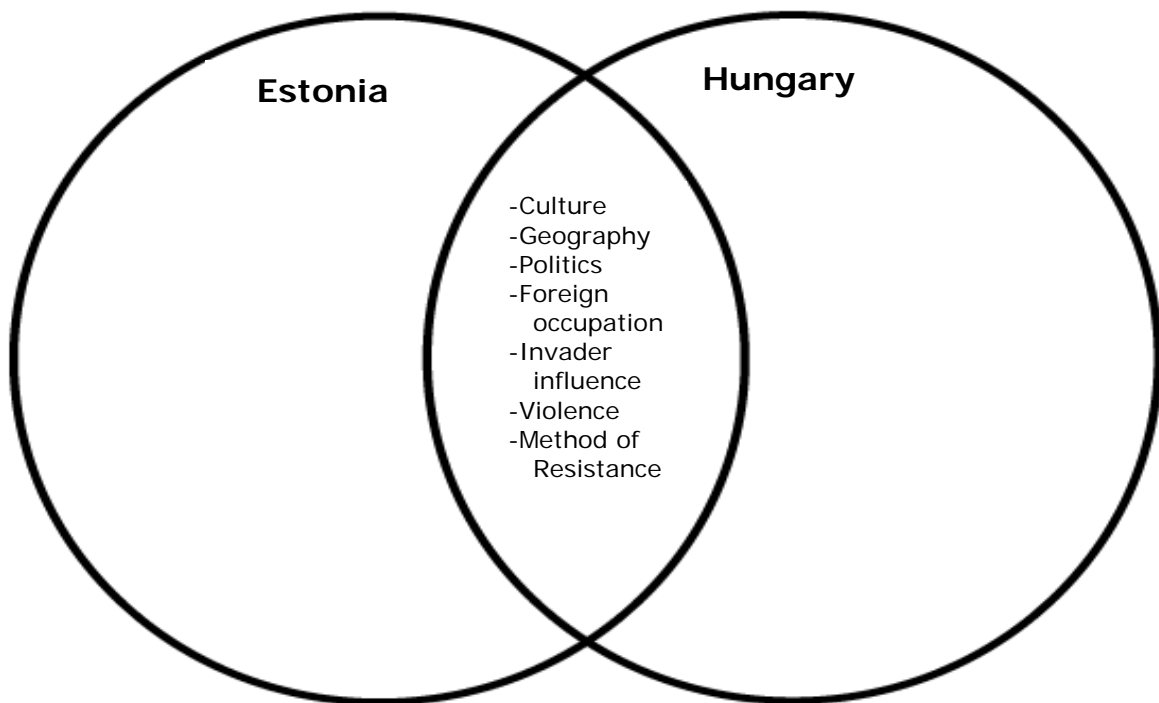 Estonia
Hungary
-Culture
-Geography
-Politics
-Foreign
occupation
-Invader
influence
-Violence
-Method of
Resistance